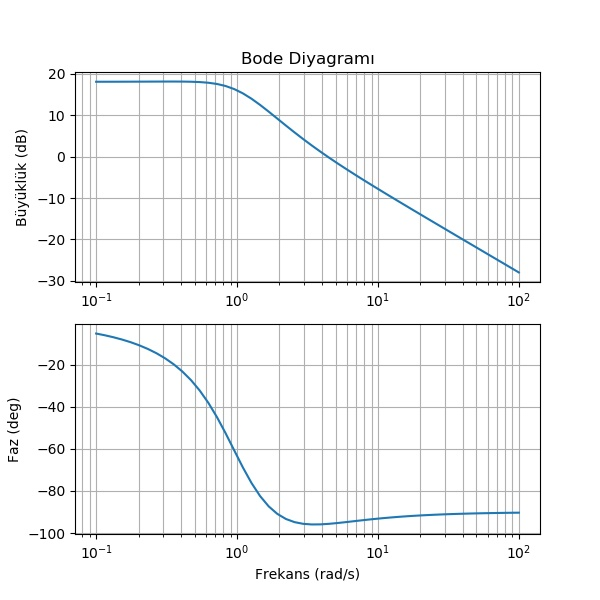 Bode Diyagramı
Büyüklük (dB)
20
10
0
−10
−20
−30
10⁻¹ 10⁰ 10¹ 10²
Faz (deg)
−20
−40
−60
−80
−100
10⁻¹ 10⁰ 10¹ 10²
Frekans (rad/s)